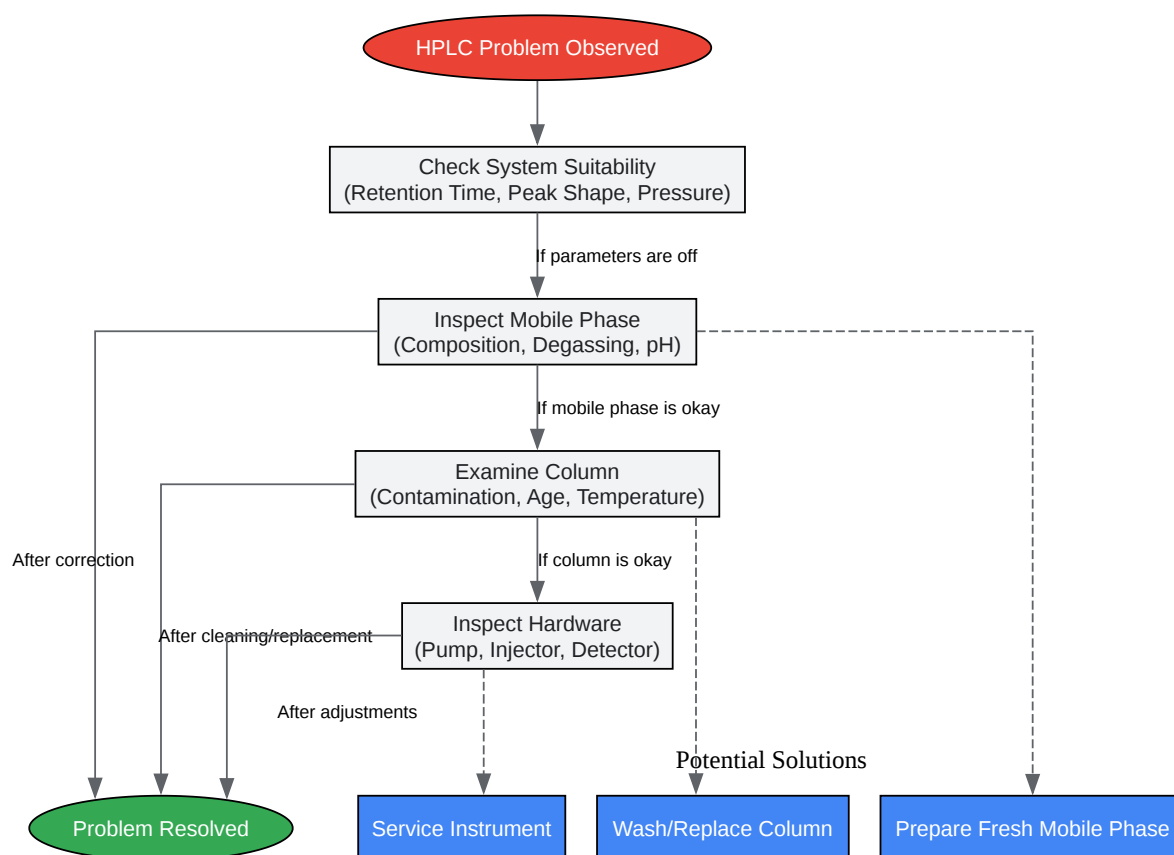 HPLC Problem Observed
Check System Suitability
(Retention Time, Peak Shape, Pressure)
If parameters are off
Inspect Mobile Phase
(Composition, Degassing, pH)
If mobile phase is okay
Examine Column
(Contamination, Age, Temperature)
After correction
If column is okay
Inspect Hardware
(Pump, Injector, Detector)
After cleaning/replacement
After adjustments
Potential Solutions
Problem Resolved
Service Instrument
Wash/Replace Column
Prepare Fresh Mobile Phase